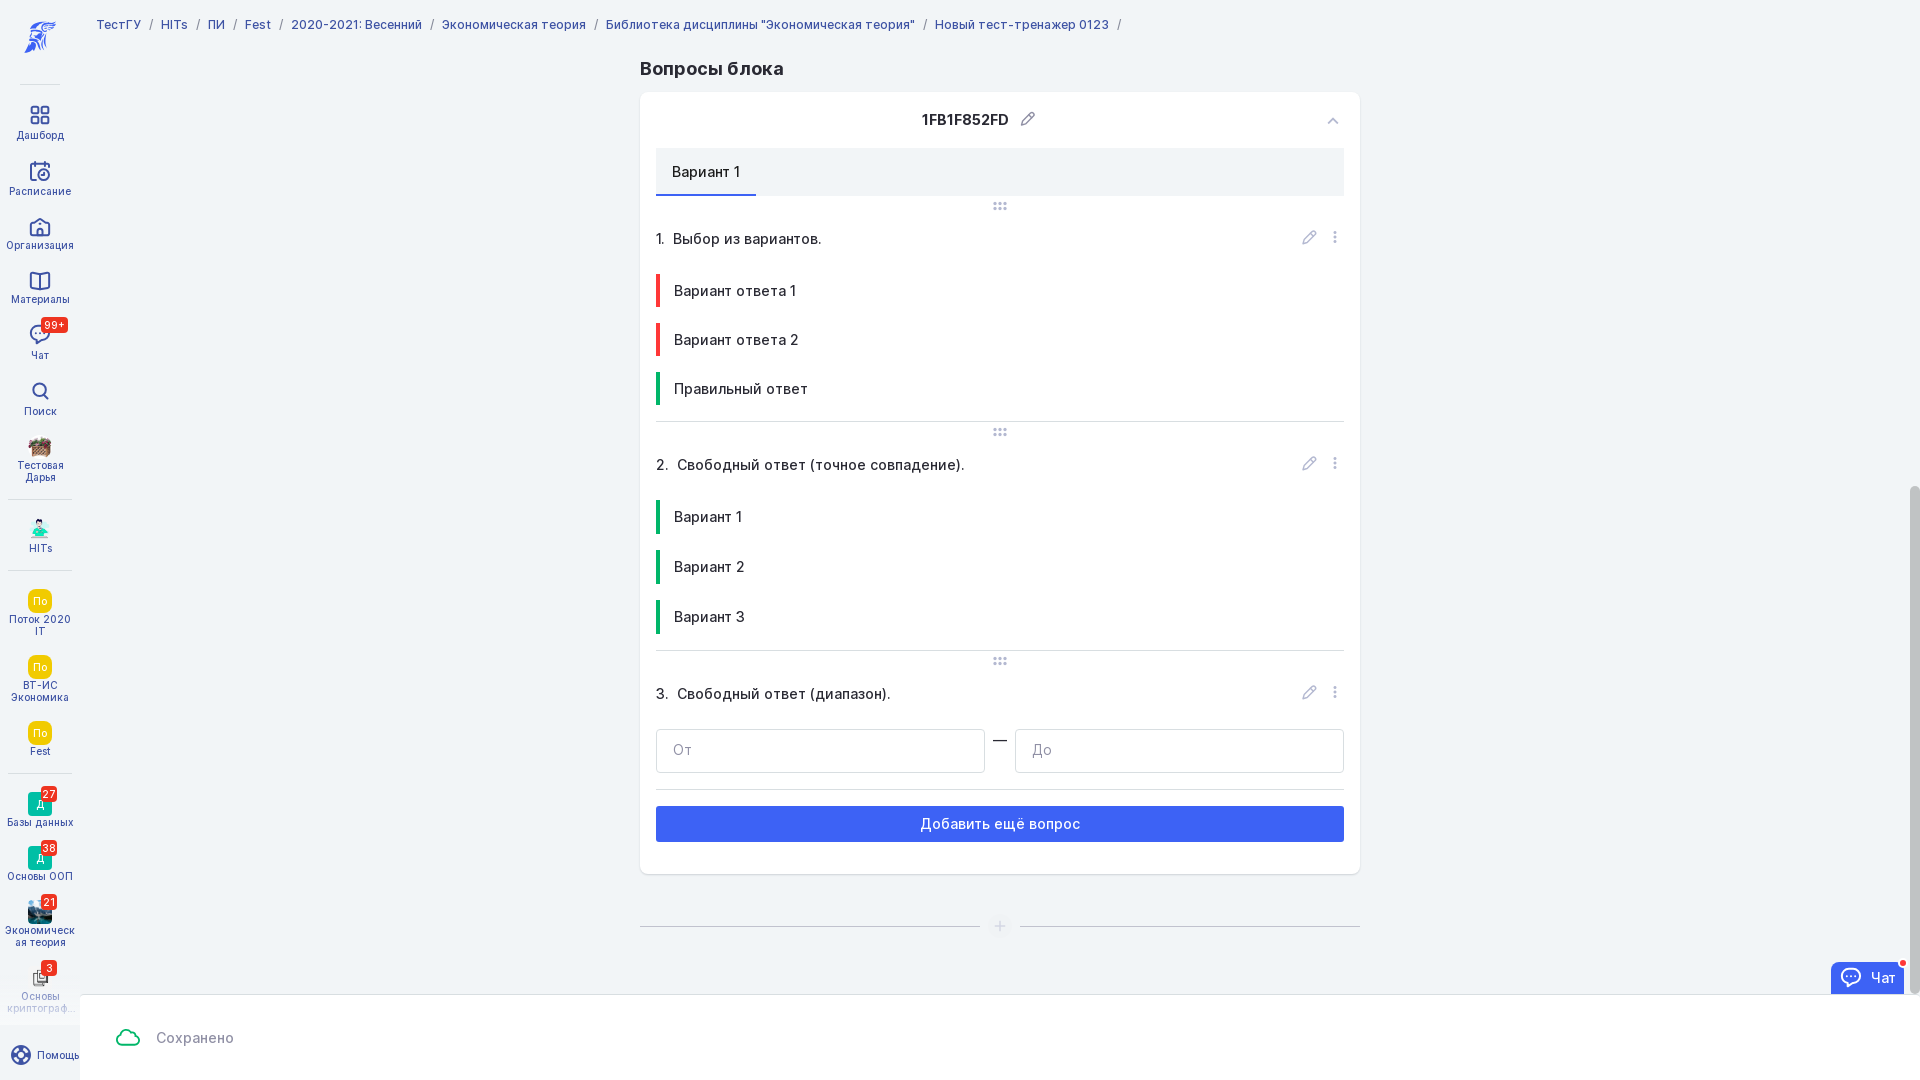 ТестГУ / HITs / ПИ / Fest / 2020-2021: Весенний / Экономическая теория / Библиотека дисциплины "Экономическая теория" / Новый тест-тренажер 0123 /
Дашборд
Расписание
Организация
Материалы
99+
Чат
Поиск
Тестовая
Дарья
HITs
По
Поток 2020
IT
По
ВТ-ИС
Экономика
По
Fest
27
Д
Базы данных
38
Д
Основы ООП
21
Экономическ
ая теория
3
Основы
криптограф...
Помощь
Вопросы блока
1FB1F852FD
Вариант 1
1. Выбор из вариантов.
Вариант ответа 1
Вариант ответа 2
Правильный ответ
2. Свободный ответ (точное совпадение).
Вариант 1
Вариант 2
Вариант 3
3. Свободный ответ (диапазон).
От — До
Добавить ещё вопрос
Чат
Сохранено